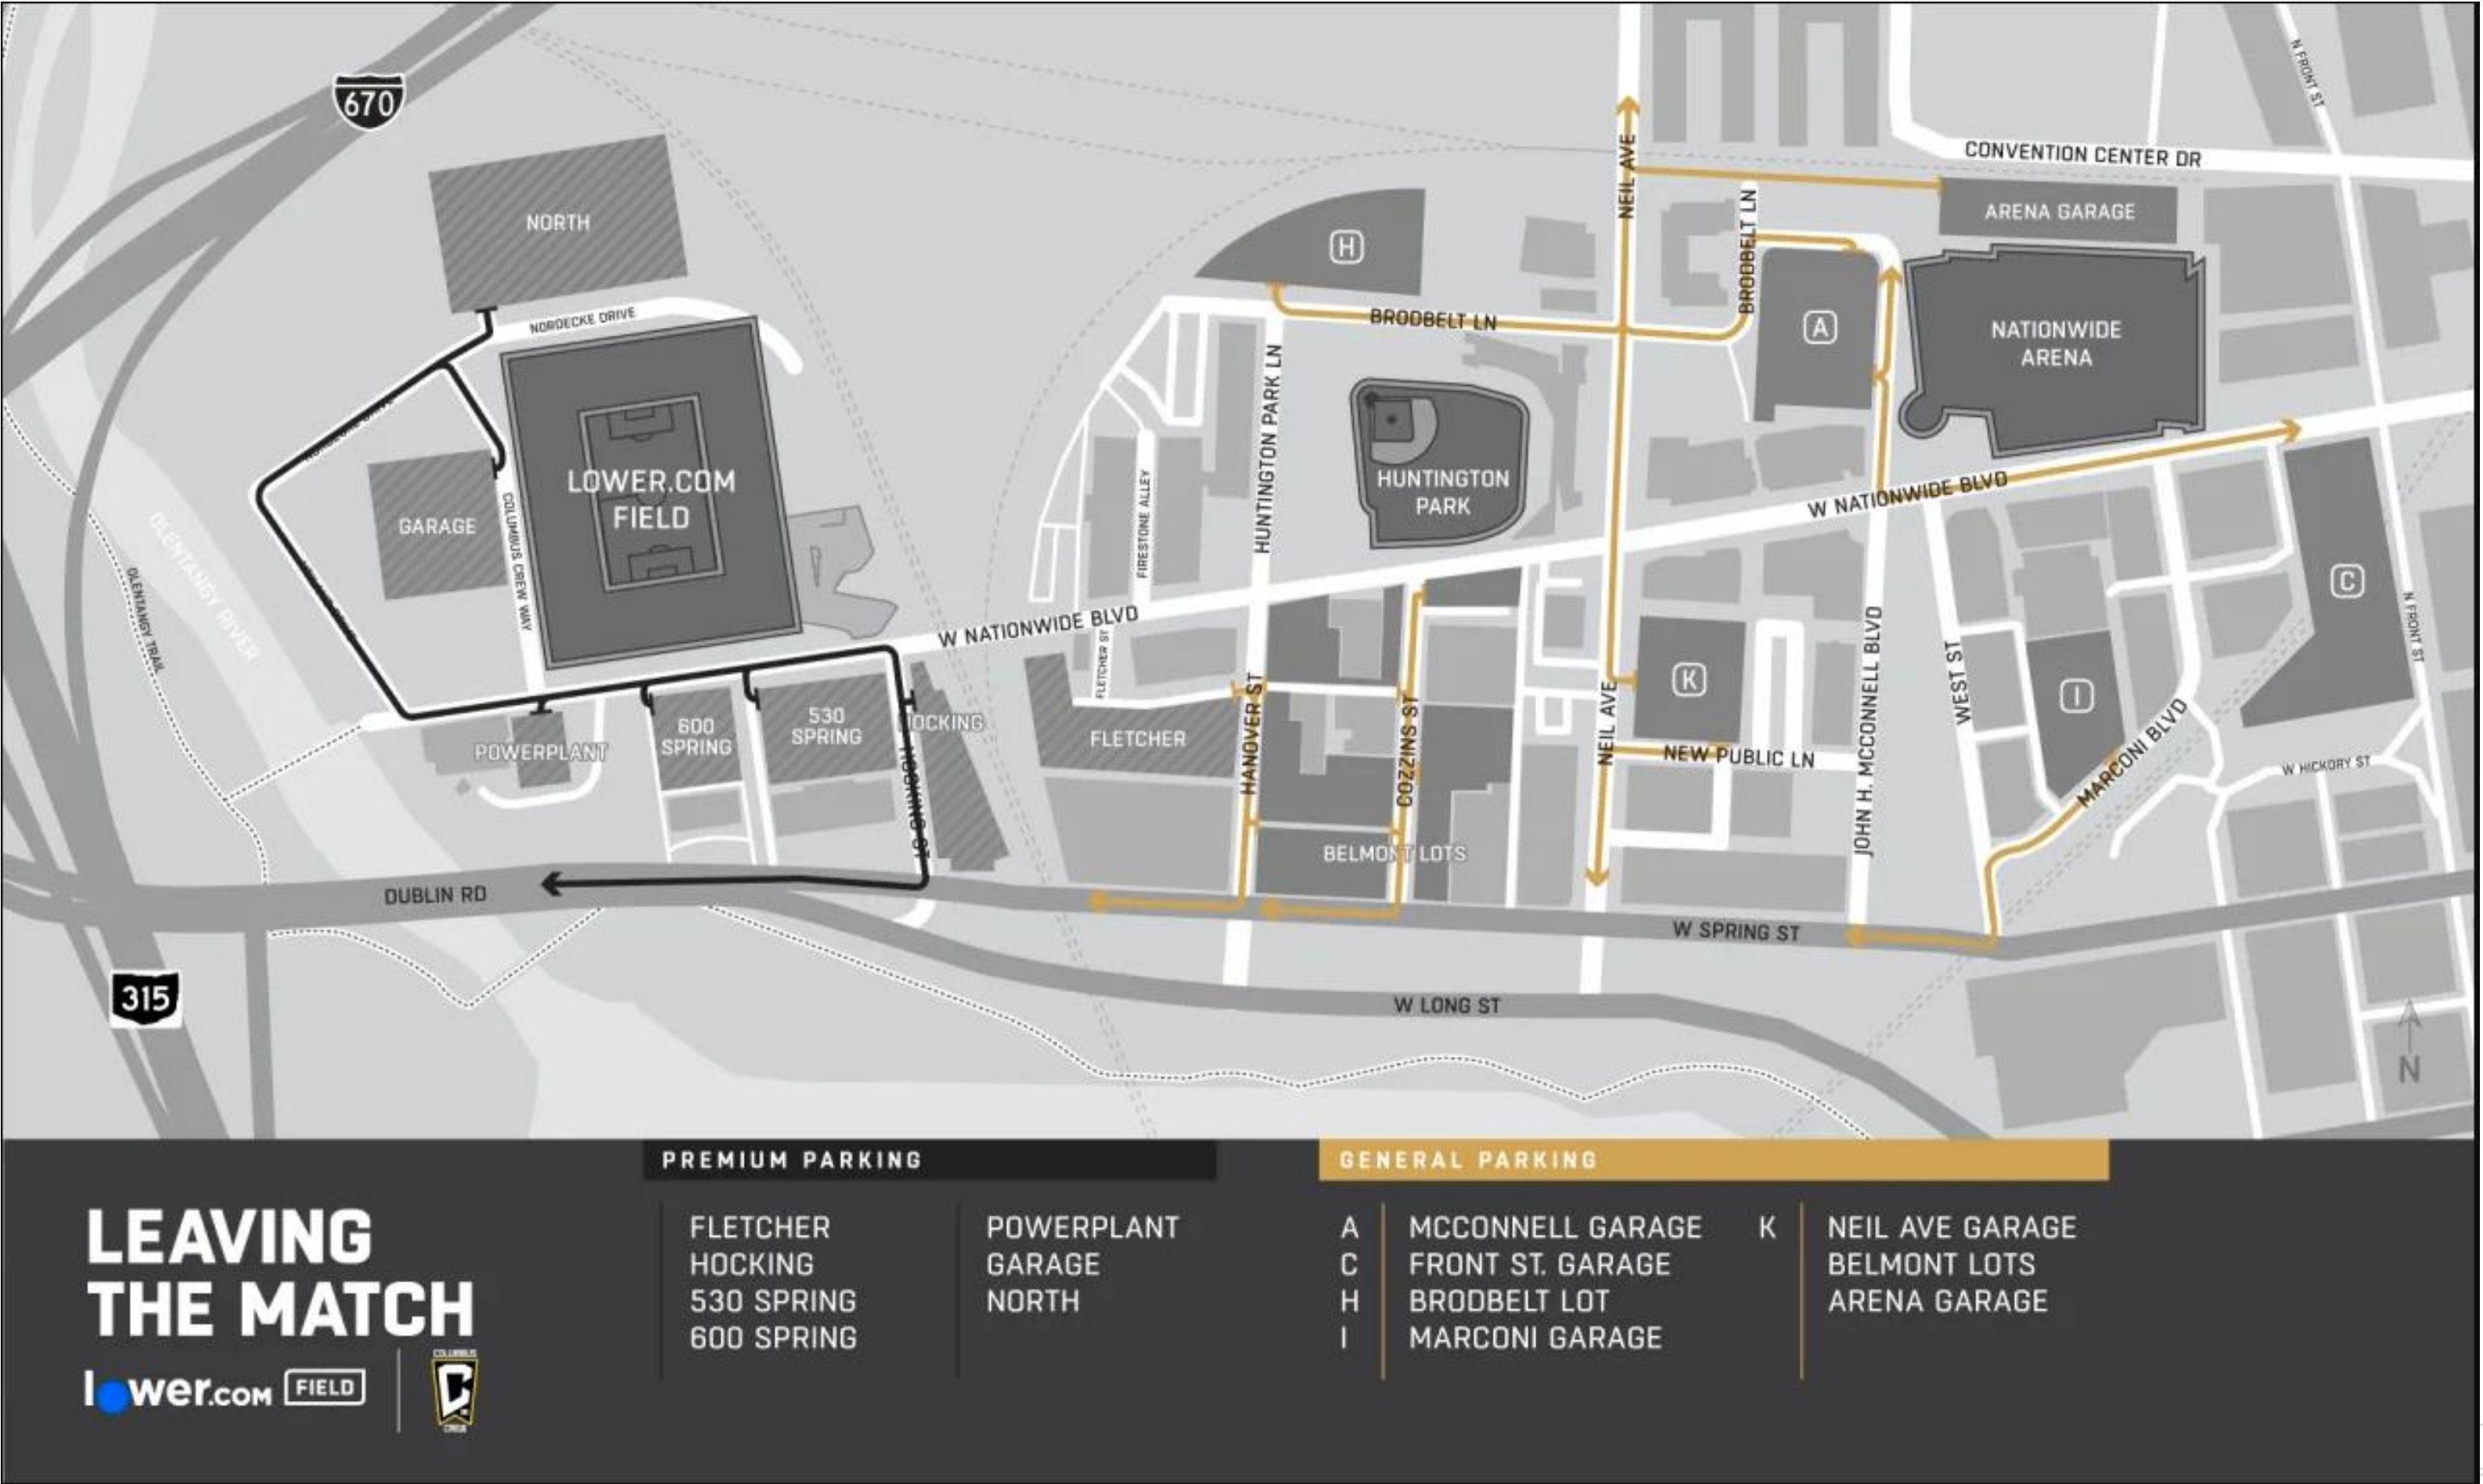 670
N FRONT ST
CONVENTION CENTER DR
NEIL AVE
NORTH
H
BRODBELT LN
ARENA GARAGE
NORDECKE DRIVE
BRODBELT LN
A
NATIONWIDE
ARENA
HUNTINGTON PARK LN
LOWER.COM
FIELD
HUNTINGTON
PARK
W NATIONWIDE BLVD
GARAGE
COLUMBUS CREW WAY
FIRESTONE ALLEY
OLENTANGY RIVER
OLENTANGY TRAIL
C
N FRONT ST
W NATIONWIDE BLVD
FLETCHER ST
HANOVER ST
COZZINS ST
NEIL AVE
K
JOHN H. MCCONNELL BLVD
WEST ST
I
MARCONI BLVD
POWERPLANT
600
SPRING
530
SPRING
HOCKING
HOCKING ST
FLETCHER
NEW PUBLIC LN
W HICKORY ST
BELMONT LOTS
DUBLIN RD
W SPRING ST
315
W LONG ST
N
LEAVING
THE MATCH
lower.com FIELD
COLUMBUS
C
CREW
PREMIUM PARKING
FLETCHER
HOCKING
530 SPRING
600 SPRING
POWERPLANT
GARAGE
NORTH
GENERAL PARKING
A MCCONNELL GARAGE
C FRONT ST. GARAGE
H BRODBELT LOT
I MARCONI GARAGE
K NEIL AVE GARAGE
BELMONT LOTS
ARENA GARAGE